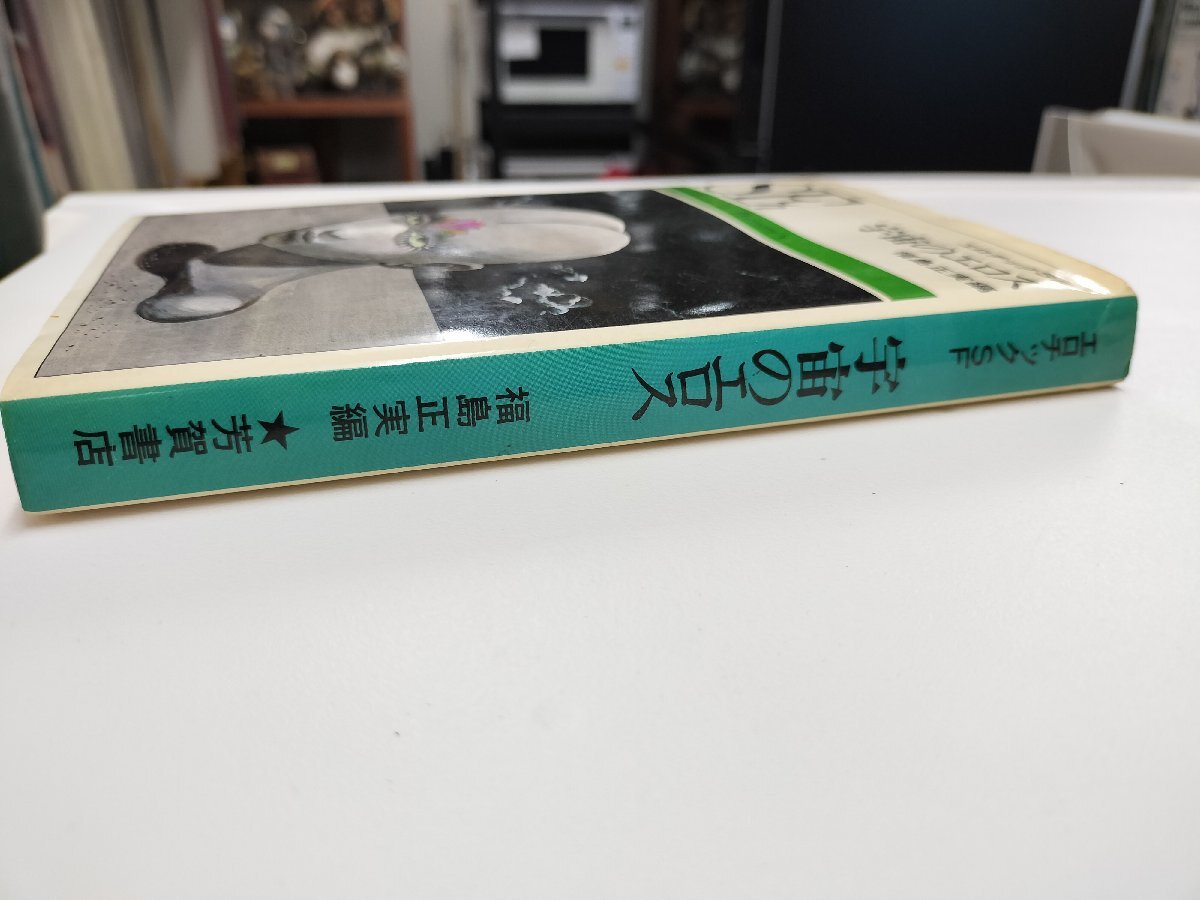 エロチックSF
宇宙のエロス
福島正実編
★芳賀書店